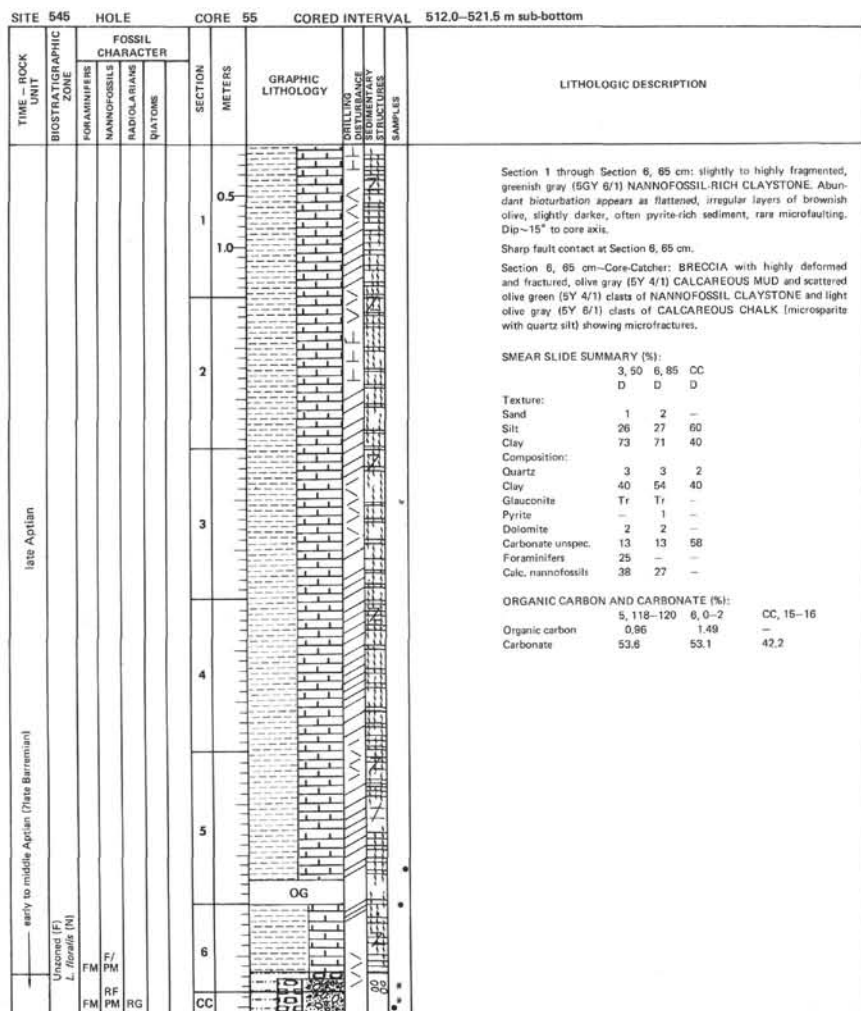 SITE 545 HOLE CORE 55 CORED INTERVAL 512.0–521.5 m sub-bottom
TIME – ROCK UNIT
BIOSTRATIGRAPHIC ZONE
FOSSIL CHARACTER
FORAMINIFERS
NANNOFOSSILS
RADIOLARIANS
DIATOMS
SECTION
METERS
GRAPHIC LITHOLOGY
DRILLING DISTURBANCE
SEDIMENTARY STRUCTURES
SAMPLES
LITHOLOGIC DESCRIPTION
late Aptian
early to middle Aptian (?late Barremian)
Unzoned (F)
L. floralis (N)
FM
F/
PM
FM
RF
PM
RG
1
0.5
1.0
2
3
4
5
OG
6
CC
Section 1 through Section 6, 65 cm: slightly to highly fragmented,
greenish gray (5GY 6/1) NANNOFOSSIL-RICH CLAYSTONE. Abun-
dant bioturbation appears as flattened, irregular layers of brownish
olive, slightly darker, often pyrite-rich sediment, rare microfaulting.
Dip~15° to core axis.
Sharp fault contact at Section 6, 65 cm.
Section 6, 65 cm–Core-Catcher: BRECCIA with highly deformed
and fractured, olive gray (5Y 4/1) CALCAREOUS MUD and scattered
olive green (5Y 4/1) clasts of NANNOFOSSIL CLAYSTONE and light
olive gray (5Y 6/1) clasts of CALCAREOUS CHALK (microsparite
with quartz silt) showing microfractures.
SMEAR SLIDE SUMMARY (%):
3, 50 6, 85 CC
D D D
Texture:
Sand 1 2 –
Silt 26 27 60
Clay 73 71 40
Composition:
Quartz 3 3 2
Clay 40 54 40
Glauconite Tr Tr –
Pyrite – 1 –
Dolomite 2 2 –
Carbonate unspec. 13 13 58
Foraminifers 25 – –
Calc. nannofossils 38 27 –
ORGANIC CARBON AND CARBONATE (%):
5, 118–120 6, 0–2 CC, 15–16
Organic carbon 0.96 1.49 –
Carbonate 53.6 53.1 42.2